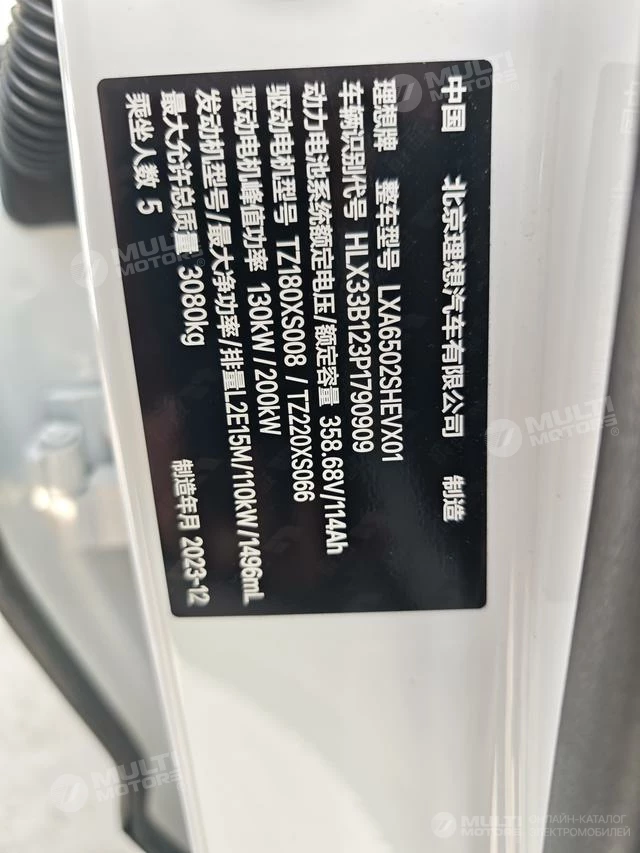 中国 北京理想汽车有限公司 制造
理想牌 整车型号 LXA6502SHEVX01
车辆识别代号 HLX33B123P1790909
动力电池系统额定电压/额定容量 358.68V/114Ah
驱动电机型号 TZ180XS008 / TZ220XS066
驱动电机峰值功率 130kW/200kW
发动机型号/最大净功率/排量 L2E15M/110kW/1496mL
最大允许总质量 3080kg 制造年月 2023-12
乘坐人数 5
MULTI MOTORS
MULTI MOTORS
MULTI MOTORS
MULTI MOTORS
MULTI MOTORS ОНЛАЙН-КАТАЛОГ ЭЛЕКТРОМОБИЛЕЙ